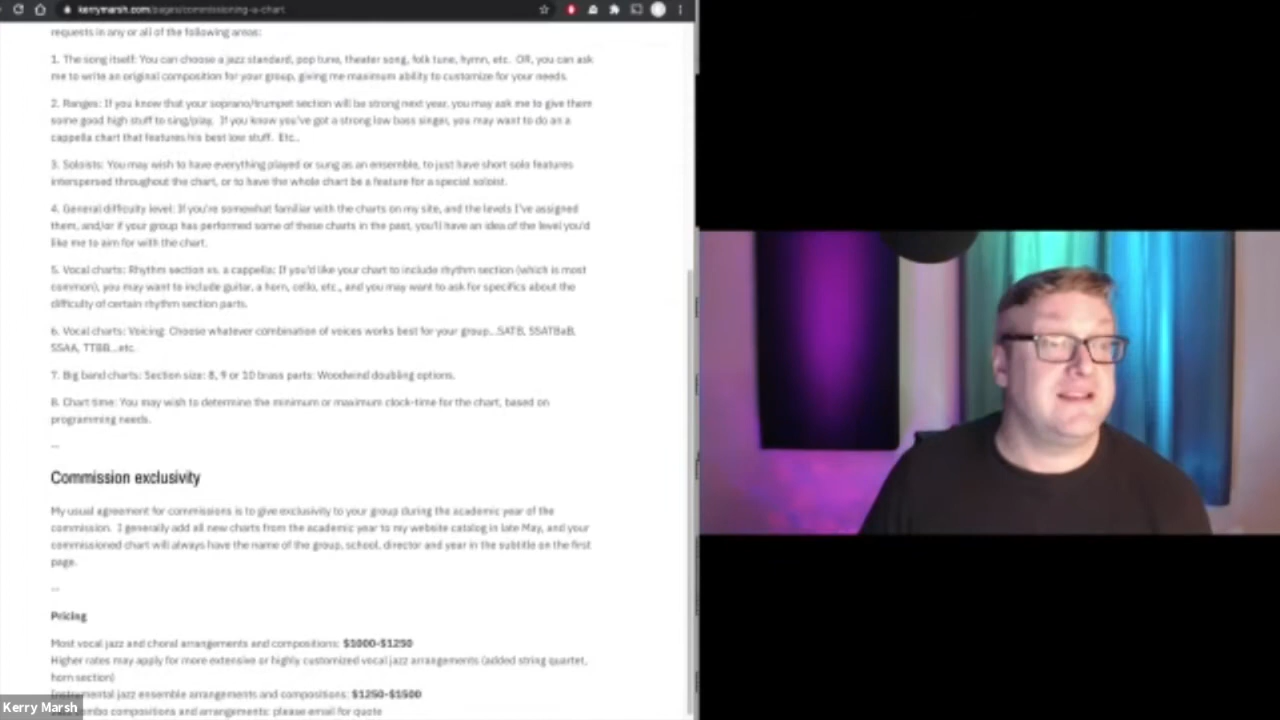 kerrymarsh.com/pages/commissioning-a-chart
requests in any or all of the following areas:
1. The song itself: You can choose a jazz standard, pop tune, theater song, folk tune, hymn, etc. OR, you can ask
me to write an original composition for your group, giving me maximum ability to customize for your needs.
2. Ranges: If you know that your soprano/trumpet section will be strong next year, you may ask me to give them
some good high stuff to sing/play. If you know you've got a strong low bass singer, you may want to do an a
cappella chart that features his best low stuff. Etc..
3. Soloists: You may wish to have everything played or sung as an ensemble, to just have short solo features
interspersed throughout the chart, or to have the whole chart be a feature for a special soloist.
4. General difficulty level: If you're somewhat familiar with the charts on my site, and the levels I've assigned
them, and/or if your group has performed some of these charts in the past, you'll have an idea of the level you'd
like me to aim for with the chart.
5. Vocal charts: Rhythm section vs. a cappella: If you'd like your chart to include rhythm section (which is most
common), you may want to include guitar, a horn, cello, etc., and you may want to ask for specifics about the
difficulty of certain rhythm section parts.
6. Vocal charts: Voicing: Choose whatever combination of voices works best for your group...SATB, SSATBaB,
SSAA, TTBB...etc.
7. Big band charts: Section size: 8, 9 or 10 brass parts: Woodwind doubling options.
8. Chart time: You may wish to determine the minimum or maximum clock-time for the chart, based on
programming needs.
--
Commission exclusivity
My usual agreement for commissions is to give exclusivity to your group during the academic year of the
commission. I generally add all new charts from the academic year to my website catalog in late May, and your
commissioned chart will always have the name of the group, school, director and year in the subtitle on the first
page.
--
Pricing
Most vocal jazz and choral arrangements and compositions: $1000-$1250
Higher rates may apply for more extensive or highly customized vocal jazz arrangements (added string quartet,
horn section)
Instrumental jazz ensemble arrangements and compositions: $1250-$1500
combo compositions and arrangements: please email for quote
Kerry Marsh